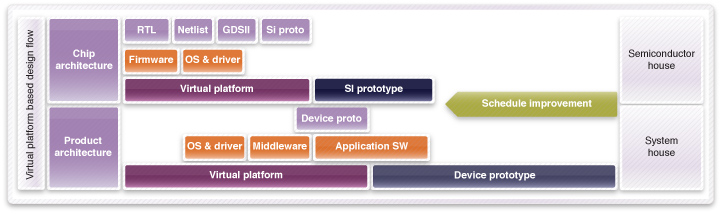 Virtual platform based design flow
Chip
architecture
RTL
Netlist
GDSII
Si proto
Firmware
OS & driver
Virtual platform
SI prototype
Semiconductor
house
Schedule improvement
Product
architecture
Device proto
OS & driver
Middleware
Application SW
Virtual platform
Device prototype
System
house